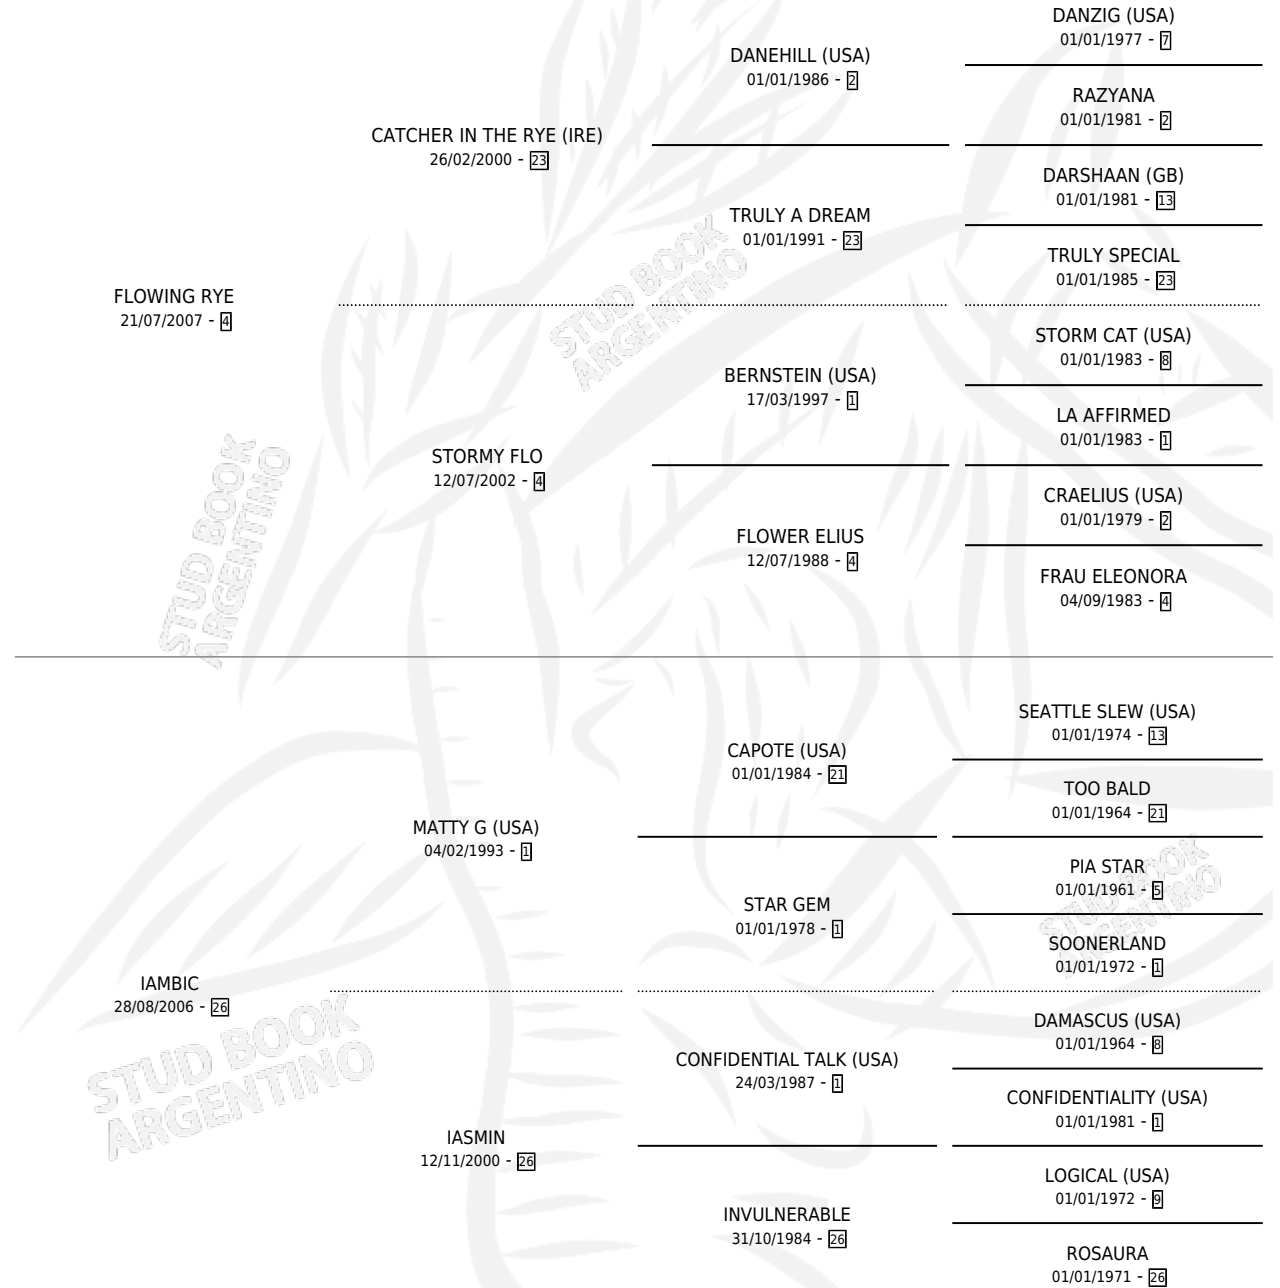 DANZIG (USA)
01/01/1977 - 7
DANEHILL (USA)
01/01/1986 - 2
RAZYANA
01/01/1981 - 2
CATCHER IN THE RYE (IRE)
26/02/2000 - 23
DARSHAAN (GB)
01/01/1981 - 13
TRULY A DREAM
01/01/1991 - 23
TRULY SPECIAL
01/01/1985 - 23
FLOWING RYE
21/07/2007 - 4
STORM CAT (USA)
01/01/1983 - 8
BERNSTEIN (USA)
17/03/1997 - 1
LA AFFIRMED
01/01/1983 - 1
STORMY FLO
12/07/2002 - 4
CRAELIUS (USA)
01/01/1979 - 2
FLOWER ELIUS
12/07/1988 - 4
FRAU ELEONORA
04/09/1983 - 4
SEATTLE SLEW (USA)
01/01/1974 - 13
CAPOTE (USA)
01/01/1984 - 21
TOO BALD
01/01/1964 - 21
MATTY G (USA)
04/02/1993 - 1
PIA STAR
01/01/1961 - 5
STAR GEM
01/01/1978 - 1
SOONERLAND
01/01/1972 - 1
IAMBIC
28/08/2006 - 26
DAMASCUS (USA)
01/01/1964 - 8
CONFIDENTIAL TALK (USA)
24/03/1987 - 1
CONFIDENTIALITY (USA)
01/01/1981 - 1
IASMIN
12/11/2000 - 26
LOGICAL (USA)
01/01/1972 - 9
INVULNERABLE
31/10/1984 - 26
ROSAURA
01/01/1971 - 26
STUD BOOK
ARGENTINO
STUD BOOK
ARGENTINO
STUD BOOK
ARGENTINO
STUD BOOK
ARGENTINO